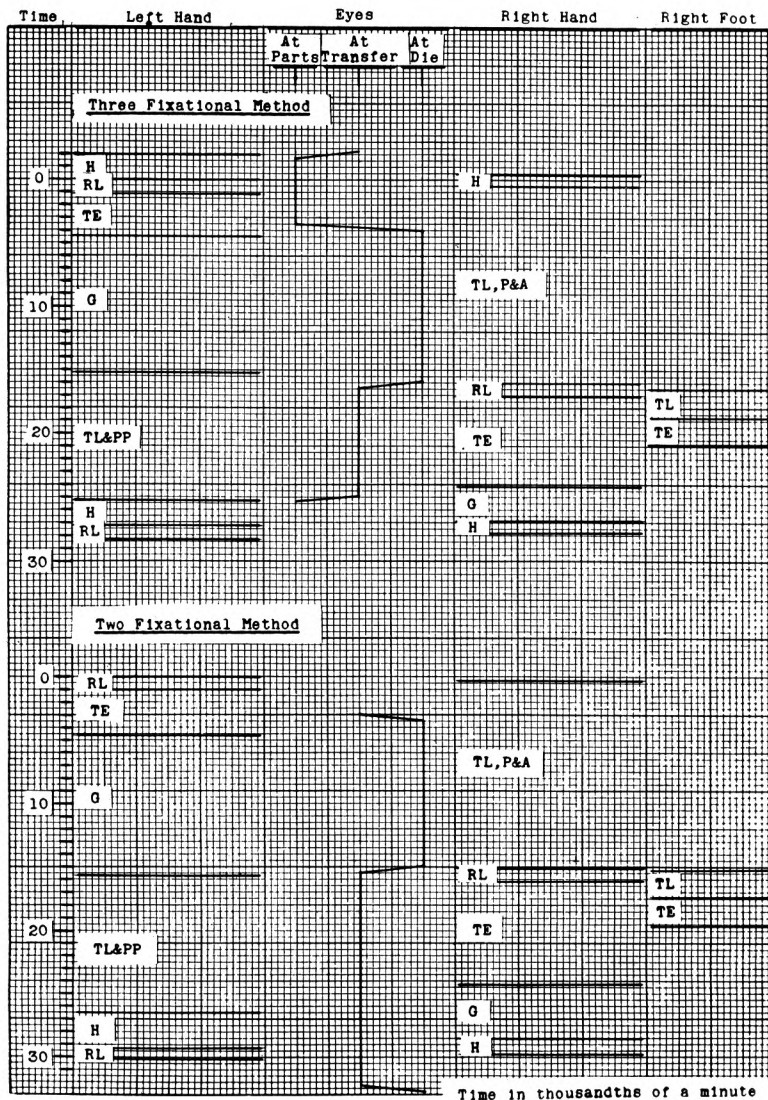 Time Left Hand Eyes Right Hand Right Foot
At Parts At Transfer At Die
Three Fixational Method
H
0 RL H
TE
10 G TL,P&A
RL TL
20 TL&PP TE TE
H G
RL H
30
Two Fixational Method
0 RL
TE
TL,P&A
10 G
RL TL
TE
20 TL&PP TE
H G
30 RL H
Time in thousandths of a minute